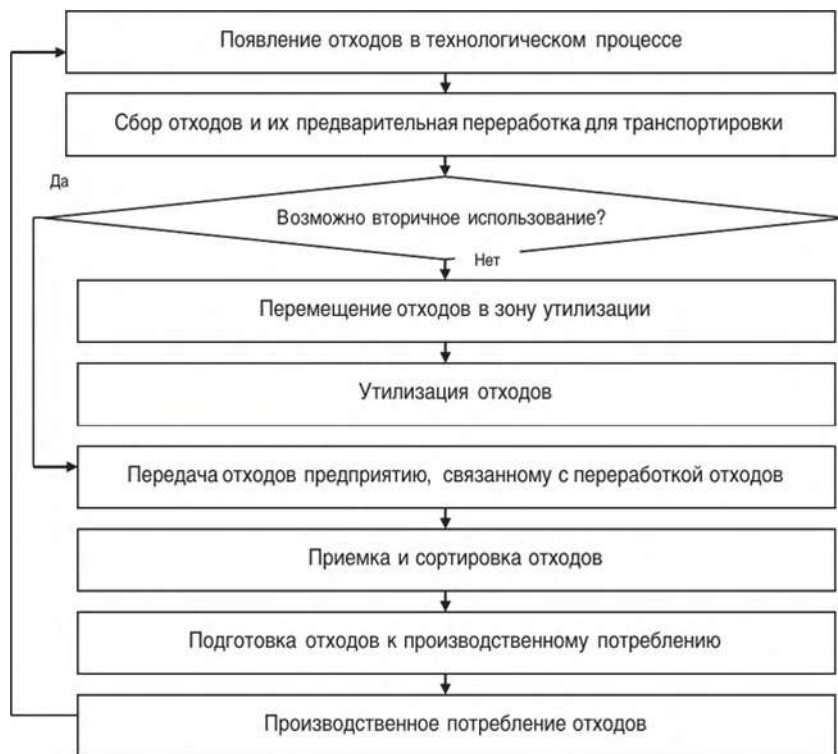 Появление отходов в технологическом процессе
Сбор отходов и их предварительная переработка для транспортировки
Да
Возможно вторичное использование?
Нет
Перемещение отходов в зону утилизации
Утилизация отходов
Передача отходов предприятию, связанному с переработкой отходов
Приемка и сортировка отходов
Подготовка отходов к производственному потреблению
Производственное потребление отходов